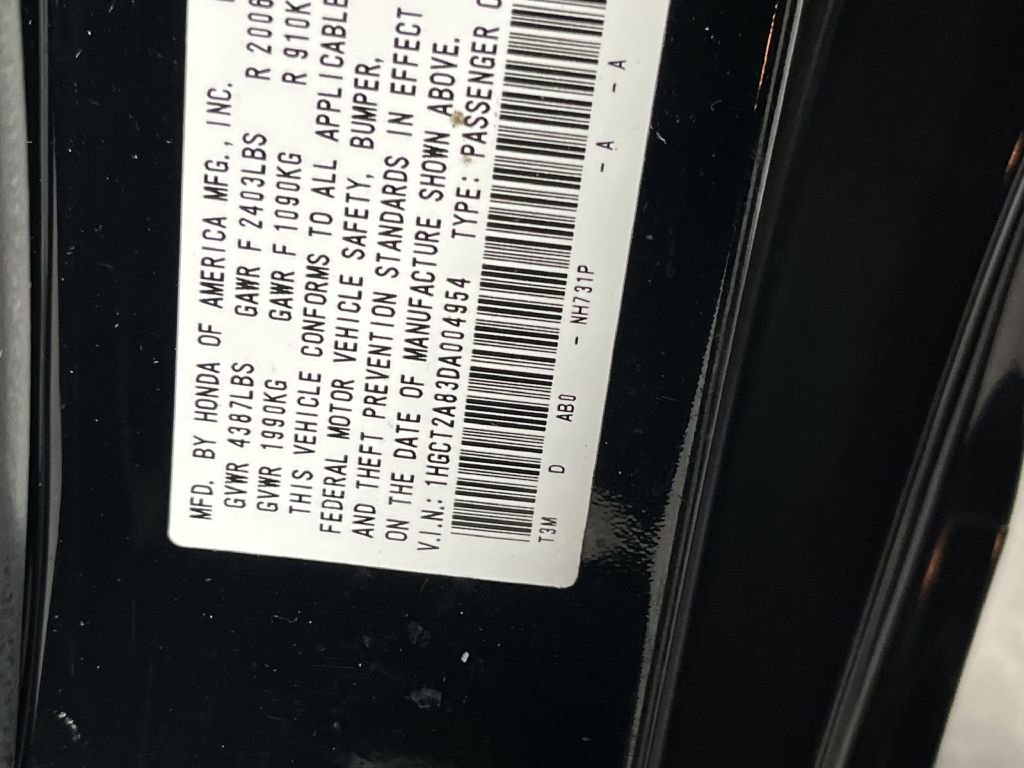 MFD. BY HONDA OF AMERICA MFG., INC.
GVWR 4387LBS GAWR F 2403LBS R 2006
GVWR 1990KG GAWR F 1090KG R 910K
THIS VEHICLE CONFORMS TO ALL APPLICABLE
FEDERAL MOTOR VEHICLE SAFETY, BUMPER,
AND THEFT PREVENTION STANDARDS IN EFFECT
ON THE DATE OF MANUFACTURE SHOWN ABOVE.
V.I.N.: 1HGCT2A83DA004954 TYPE: PASSENGER C
T3M D AB0 - NH731P - A - A